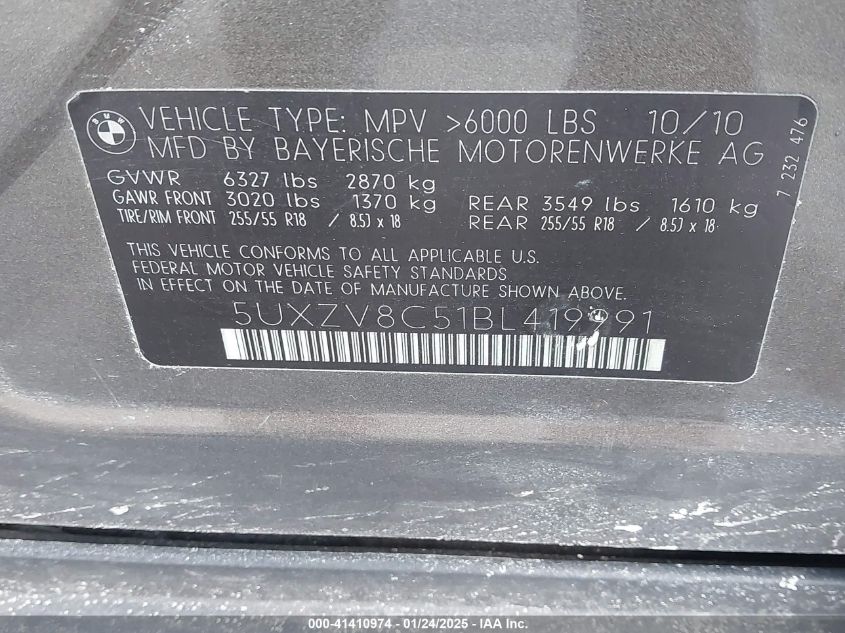 BMW
VEHICLE TYPE: MPV >6000 LBS 10/10
MFD BY BAYERISCHE MOTORENWERKE AG
GVWR 6327 lbs 2870 kg
GAWR FRONT 3020 lbs 1370 kg REAR 3549 lbs 1610 kg
TIRE/RIM FRONT 255/55 R18 / 8.5J x 18 REAR 255/55 R18 / 8.5J x 18
THIS VEHICLE CONFORMS TO ALL APPLICABLE U.S.
FEDERAL MOTOR VEHICLE SAFETY STANDARDS
IN EFFECT ON THE DATE OF MANUFACTURE SHOWN ABOVE.
5UXZV8C51BL419991
7 232 476
000-41410974 - 01/24/2025 - IAA Inc.